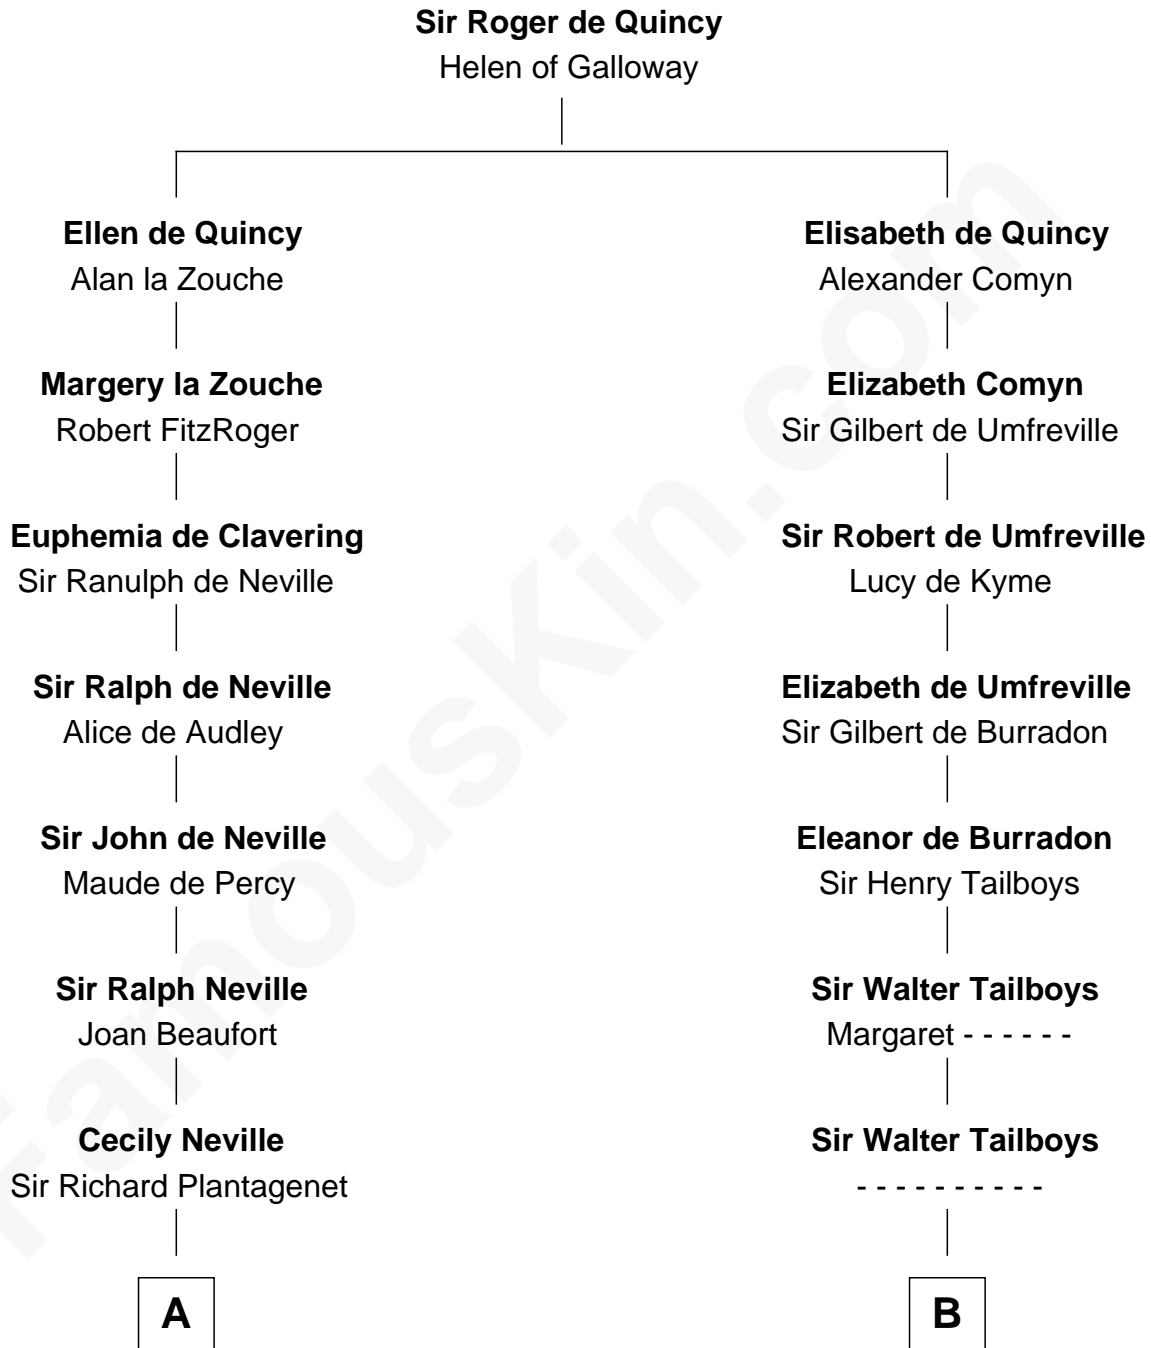 Sir Roger de Quincy
Helen of Galloway
Ellen de Quincy
Alan la Zouche
Elisabeth de Quincy
Alexander Comyn
Margery la Zouche
Robert FitzRoger
Elizabeth Comyn
Sir Gilbert de Umfreville
Euphemia de Clavering
Sir Ranulph de Neville
Sir Robert de Umfreville
Lucy de Kyme
Sir Ralph de Neville
Alice de Audley
Elizabeth de Umfreville
Sir Gilbert de Burradon
Sir John de Neville
Maude de Percy
Eleanor de Burradon
Sir Henry Tailboys
Sir Ralph Neville
Joan Beaufort
Sir Walter Tailboys
Margaret - - - - - -
Cecily Neville
Sir Richard Plantagenet
Sir Walter Tailboys
- - - - - - - - - -
A
B
FamousKin.com